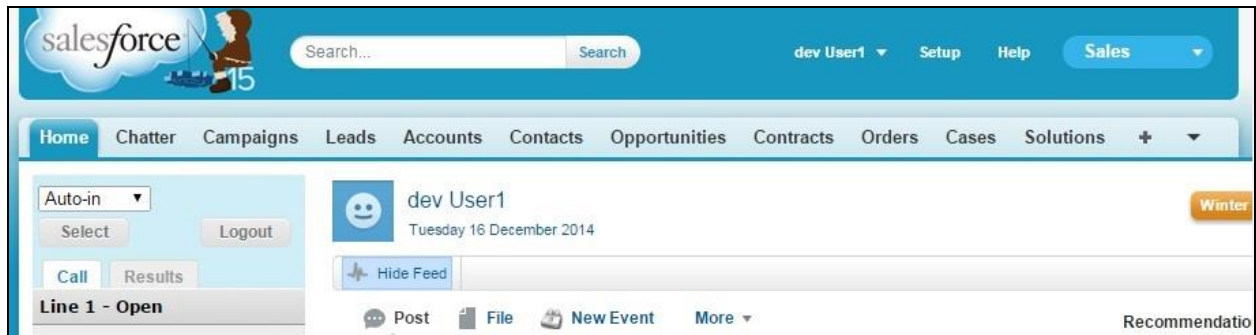 salesforce
15
Search... Search dev User1 Setup Help Sales
Home Chatter Campaigns Leads Accounts Contacts Opportunities Contracts Orders Cases Solutions +
Auto-in
Select Logout
Call Results
Line 1 - Open
dev User1
Tuesday 16 December 2014
Winter
Hide Feed
Post File New Event More
Recommendatio